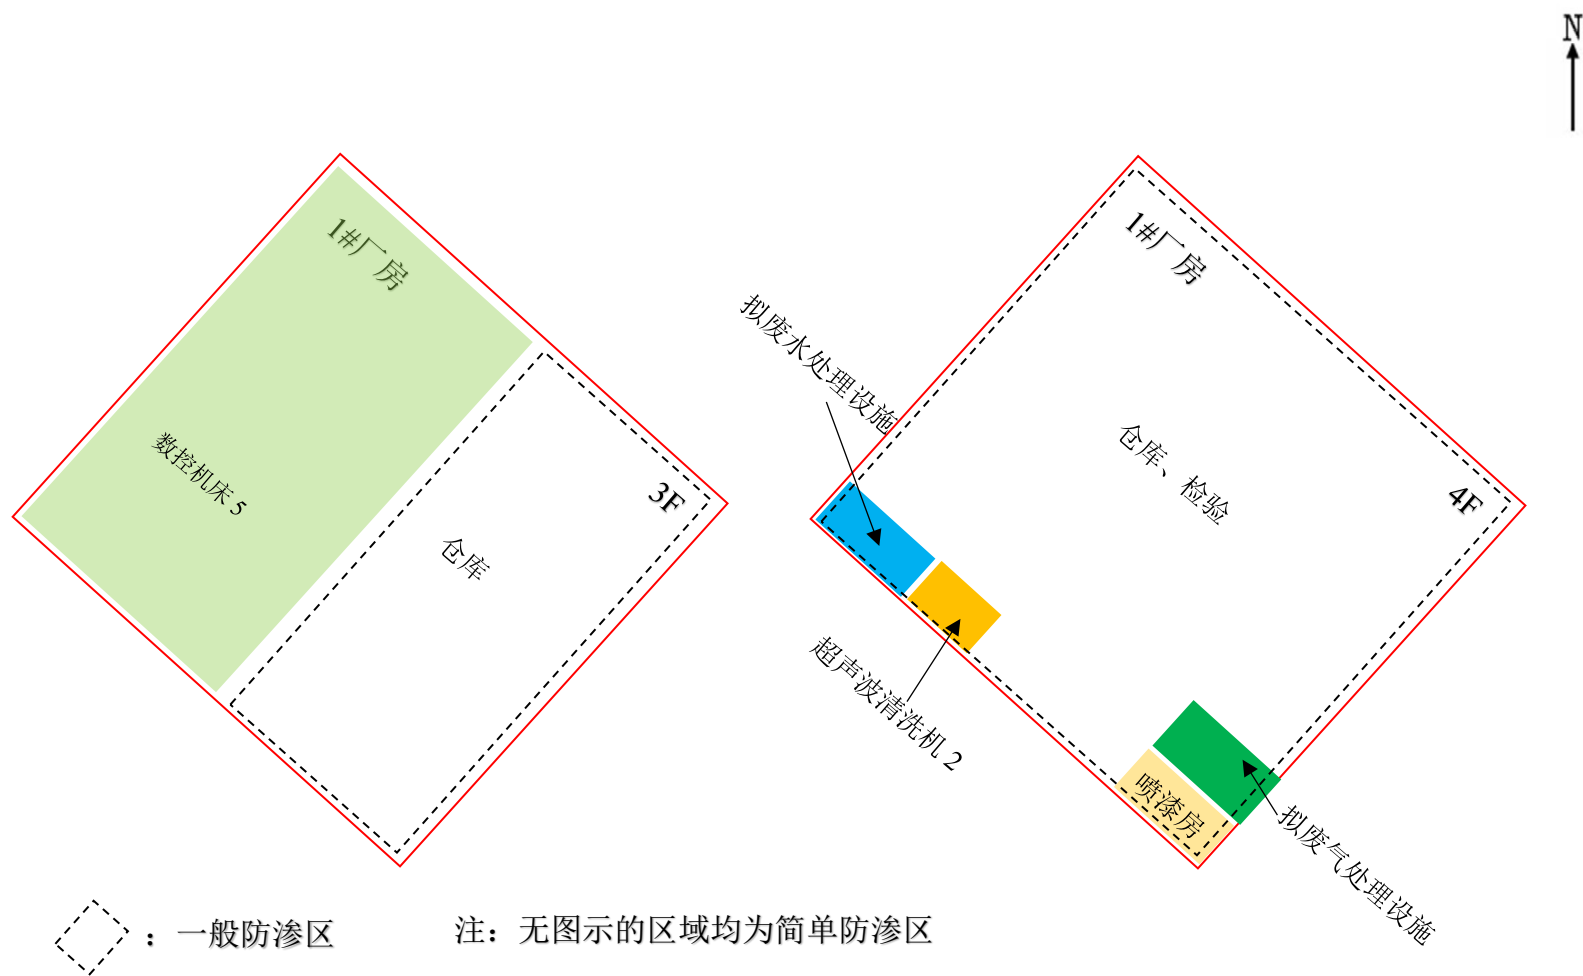 N
1#厂房
数控机床 5
仓库
3F
1#厂房
拟废水处理设施
仓库、检验
4F
超声波清洗机 2
喷漆房
拟废气处理设施
：一般防渗区
注：无图示的区域均为简单防渗区